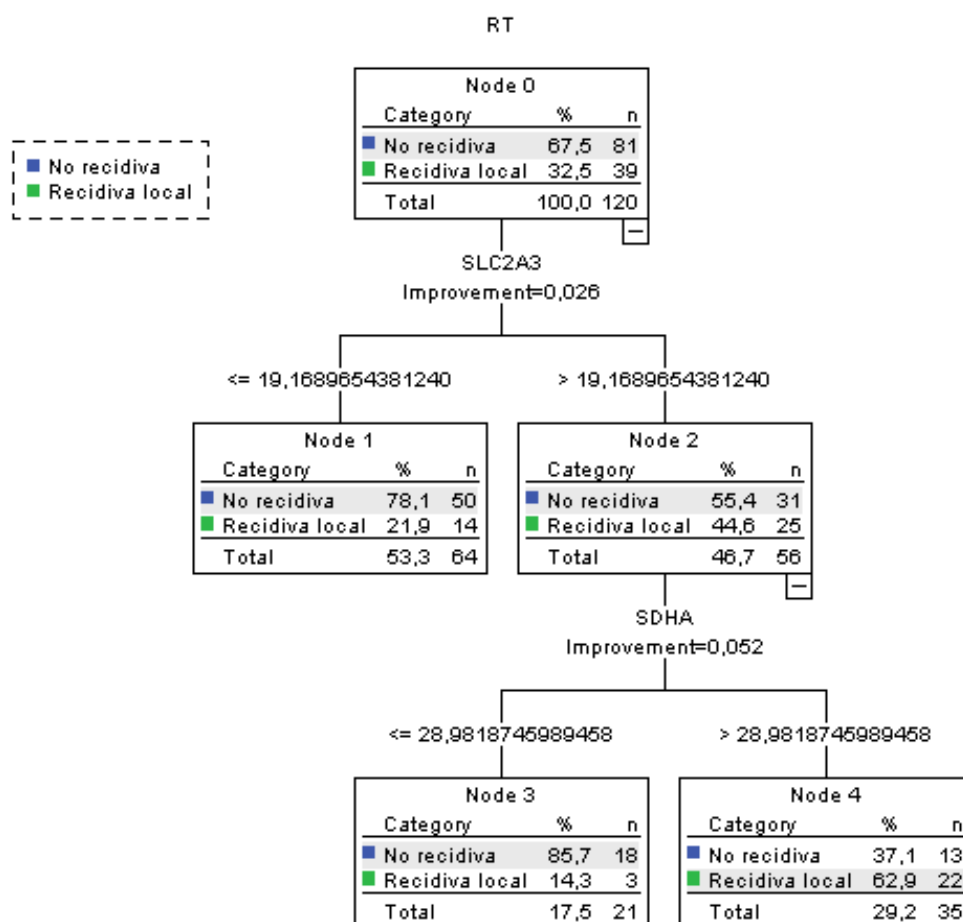 RT
No recidiva
Recidiva local
Node 0
Category % n
No recidiva 67,5 81
Recidiva local 32,5 39
Total 100,0 120
SLC2A3
Improvement=0,026
<= 19,1689654381240
> 19,1689654381240
Node 1
Category % n
No recidiva 78,1 50
Recidiva local 21,9 14
Total 53,3 64
Node 2
Category % n
No recidiva 55,4 31
Recidiva local 44,6 25
Total 46,7 56
SDHA
Improvement=0,052
<= 28,9818745989458
> 28,9818745989458
Node 3
Category % n
No recidiva 85,7 18
Recidiva local 14,3 3
Total 17,5 21
Node 4
Category % n
No recidiva 37,1 13
Recidiva local 62,9 22
Total 29,2 35